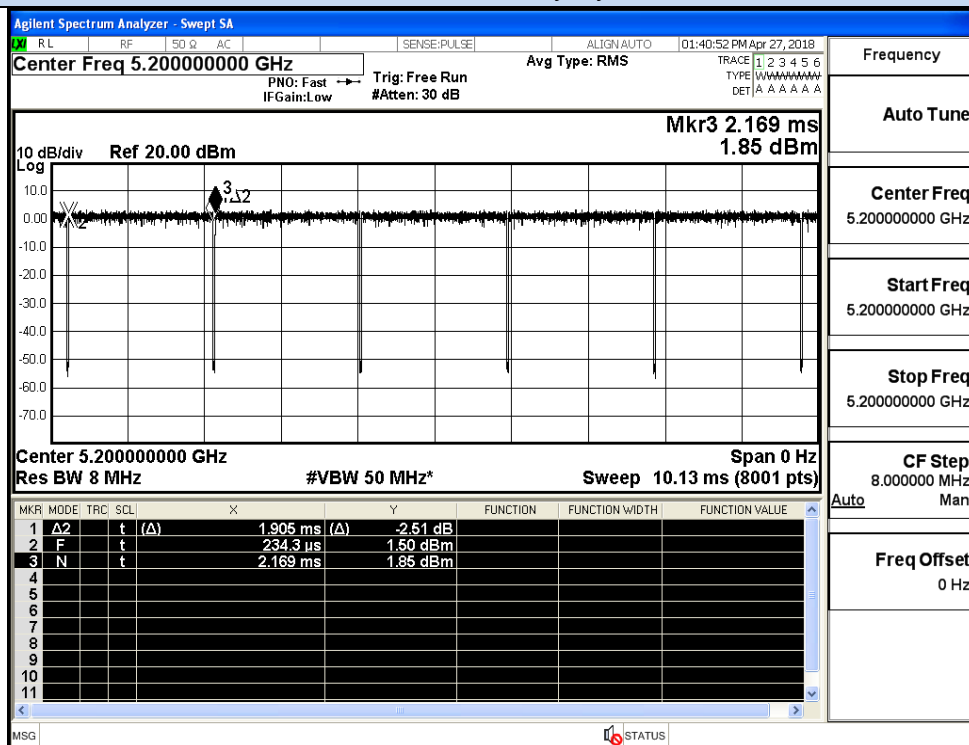 Agilent Spectrum Analyzer - Swept SA
LXI RL RF 50 Ω AC SENSE:PULSE ALIGN AUTO 01:40:52 PM Apr 27, 2018
Center Freq 5.200000000 GHz
PNO: Fast
IFGain:Low
Trig: Free Run
#Atten: 30 dB
Avg Type: RMS
TRACE 1 2 3 4 5 6
TYPE WWWWWW
DET A A A A A A
Mkr3 2.169 ms
1.85 dBm
10 dB/div Ref 20.00 dBm
Log
10.0
0.00
-10.0
-20.0
-30.0
-40.0
-50.0
-60.0
-70.0
3
1Δ2
2
Center 5.200000000 GHz Span 0 Hz
Res BW 8 MHz #VBW 50 MHz* Sweep 10.13 ms (8001 pts)
MKR MODE TRC SCL X Y FUNCTION FUNCTION WIDTH FUNCTION VALUE
1 Δ2 t (Δ) 1.905 ms (Δ) -2.51 dB
2 F t 234.3 µs 1.50 dBm
3 N t 2.169 ms 1.85 dBm
4
5
6
7
8
9
10
11
MSG STATUS
Frequency
Auto Tune
Center Freq
5.200000000 GHz
Start Freq
5.200000000 GHz
Stop Freq
5.200000000 GHz
CF Step
8.000000 MHz
Auto Man
Freq Offset
0 Hz